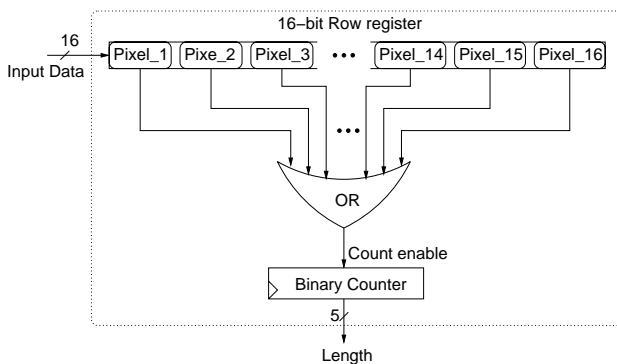 16-bit Row register
16
Input Data
Pixel_1 Pixe_2 Pixel_3 ••• Pixel_14 Pixel_15 Pixel_16
•••
OR
Count enable
Binary Counter
5
Length